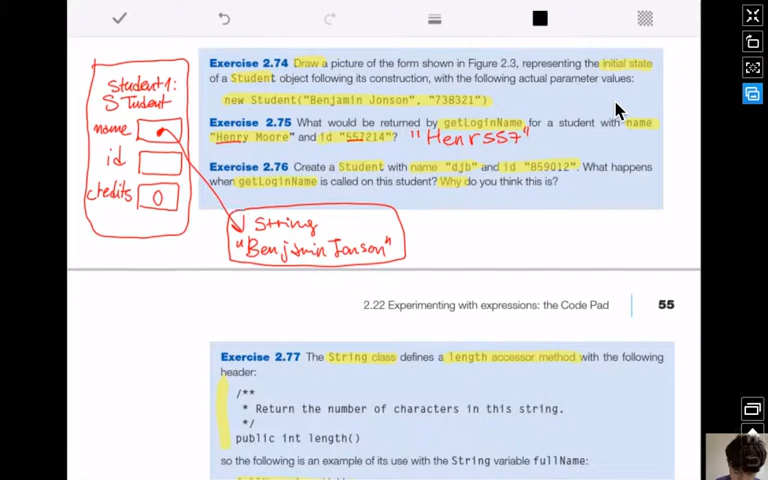 Exercise 2.74 Draw a picture of the form shown in Figure 2.3, representing the initial state
of a Student object following its construction, with the following actual parameter values:
new Student("Benjamin Jonson", "738321")
Exercise 2.75 What would be returned by getLoginName for a student with name
"Henry Moore" and id "557214"? "Henr557"
Exercise 2.76 Create a Student with name "djb" and id "859012". What happens
when getLoginName is called on this student? Why do you think this is?
Student1:
STudent
name
id
credits 0
String
"Benjamin Jonson"
2.22 Experimenting with expressions: the Code Pad 55
Exercise 2.77 The String class defines a length accessor method with the following
header:
/**
* Return the number of characters in this string.
*/
public int length()
so the following is an example of its use with the String variable fullName: